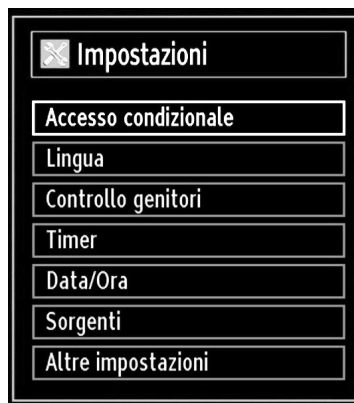 Impostazioni
Accesso condizionale
Lingua
Controllo genitori
Timer
Data/Ora
Sorgenti
Altre impostazioni